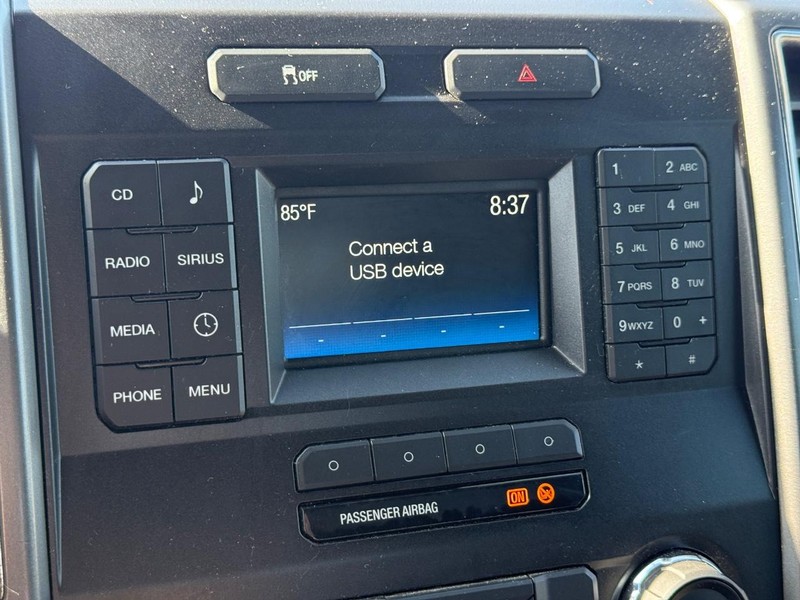 OFF
85°F
8:37
Connect a
USB device
- - - -
CD
RADIO SIRIUS
MEDIA
PHONE MENU
1 2 ABC
3 DEF 4 GHI
5 JKL 6 MNO
7 PQRS 8 TUV
9 WXYZ 0 +
* #
PASSENGER AIRBAG ON